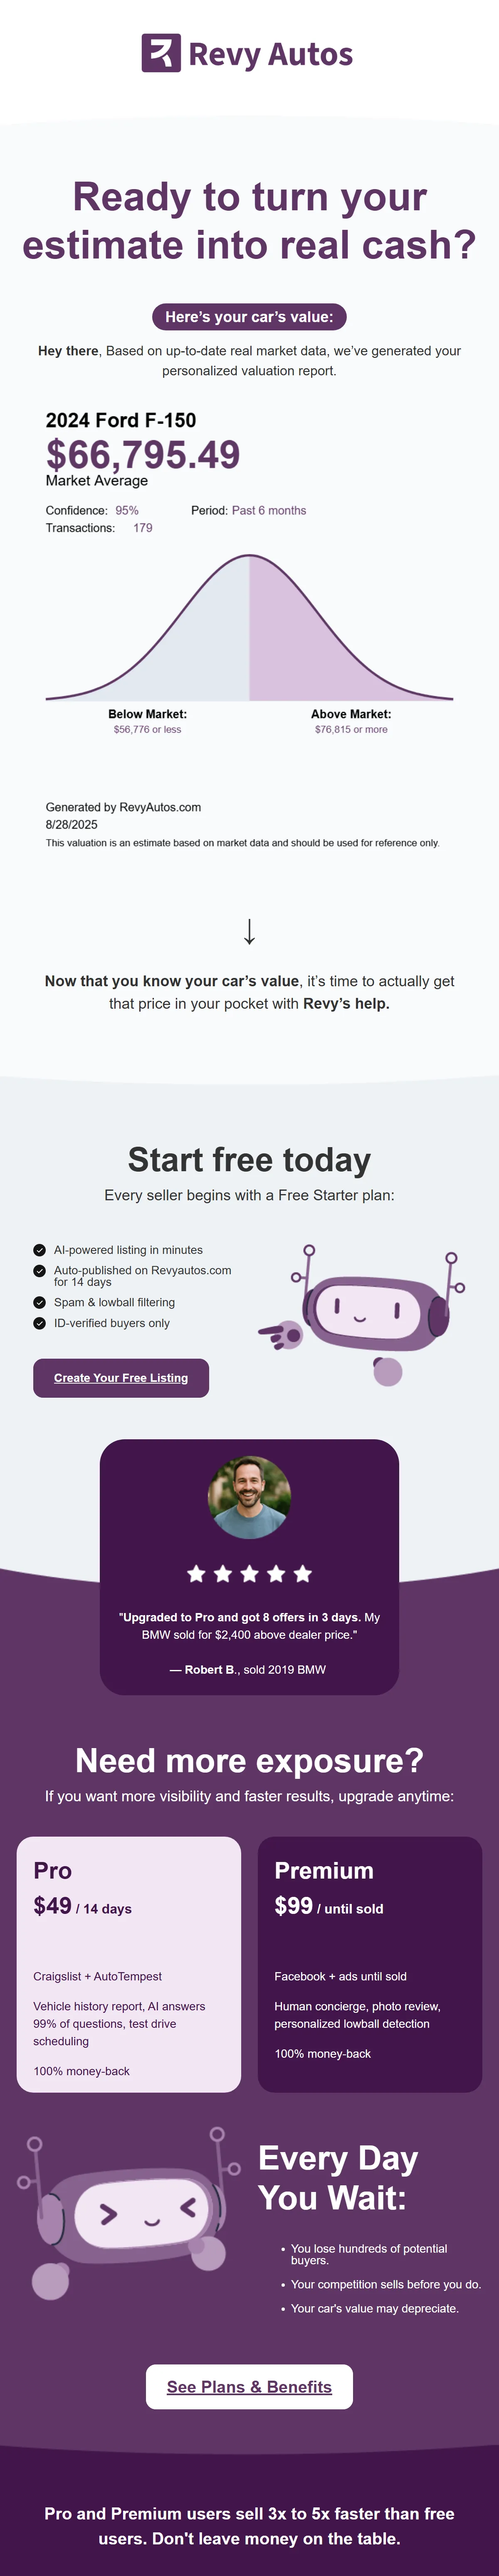 Revy Autos
Ready to turn your
estimate into real cash?
Here’s your car’s value:
Hey there, Based on up-to-date real market data, we’ve generated your
personalized valuation report.
2024 Ford F-150
$66,795.49
Market Average
Confidence: 95% Period: Past 6 months
Transactions: 179
Below Market: Above Market:
$56,776 or less $76,815 or more
Generated by RevyAutos.com
8/28/2025
This valuation is an estimate based on market data and should be used for reference only.
↓
Now that you know your car’s value, it’s time to actually get
that price in your pocket with Revy’s help.
Start free today
Every seller begins with a Free Starter plan:
AI-powered listing in minutes
Auto-published on Revyautos.com
for 14 days
Spam & lowball filtering
ID-verified buyers only
Create Your Free Listing
"Upgraded to Pro and got 8 offers in 3 days. My
BMW sold for $2,400 above dealer price."
— Robert B., sold 2019 BMW
Need more exposure?
If you want more visibility and faster results, upgrade anytime:
Pro
$49 / 14 days
Craigslist + AutoTempest
Vehicle history report, AI answers
99% of questions, test drive
scheduling
100% money-back
Premium
$99 / until sold
Facebook + ads until sold
Human concierge, photo review,
personalized lowball detection
100% money-back
Every Day
You Wait:
• You lose hundreds of potential
buyers.
• Your competition sells before you do.
• Your car's value may depreciate.
See Plans & Benefits
Pro and Premium users sell 3x to 5x faster than free
users. Don't leave money on the table.